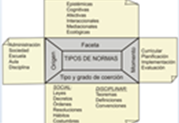 Epistémicas
Cognitivas
Afectivas
Interaccionales
Mediacionales
Ecológicas
Faceta
Administración
Sociedad
Escuela
Aula
Disciplina
Origen
TIPOS DE NORMAS
Momento
Curricular
Planificación
Implementación
Evaluación
Tipo y grado de coerción
SOCIAL:
Leyes
Decretos
Órdenes
Resoluciones
Hábitos
Costumbres
DISCIPLINAR:
Teoremas
Definiciones
Convenciones